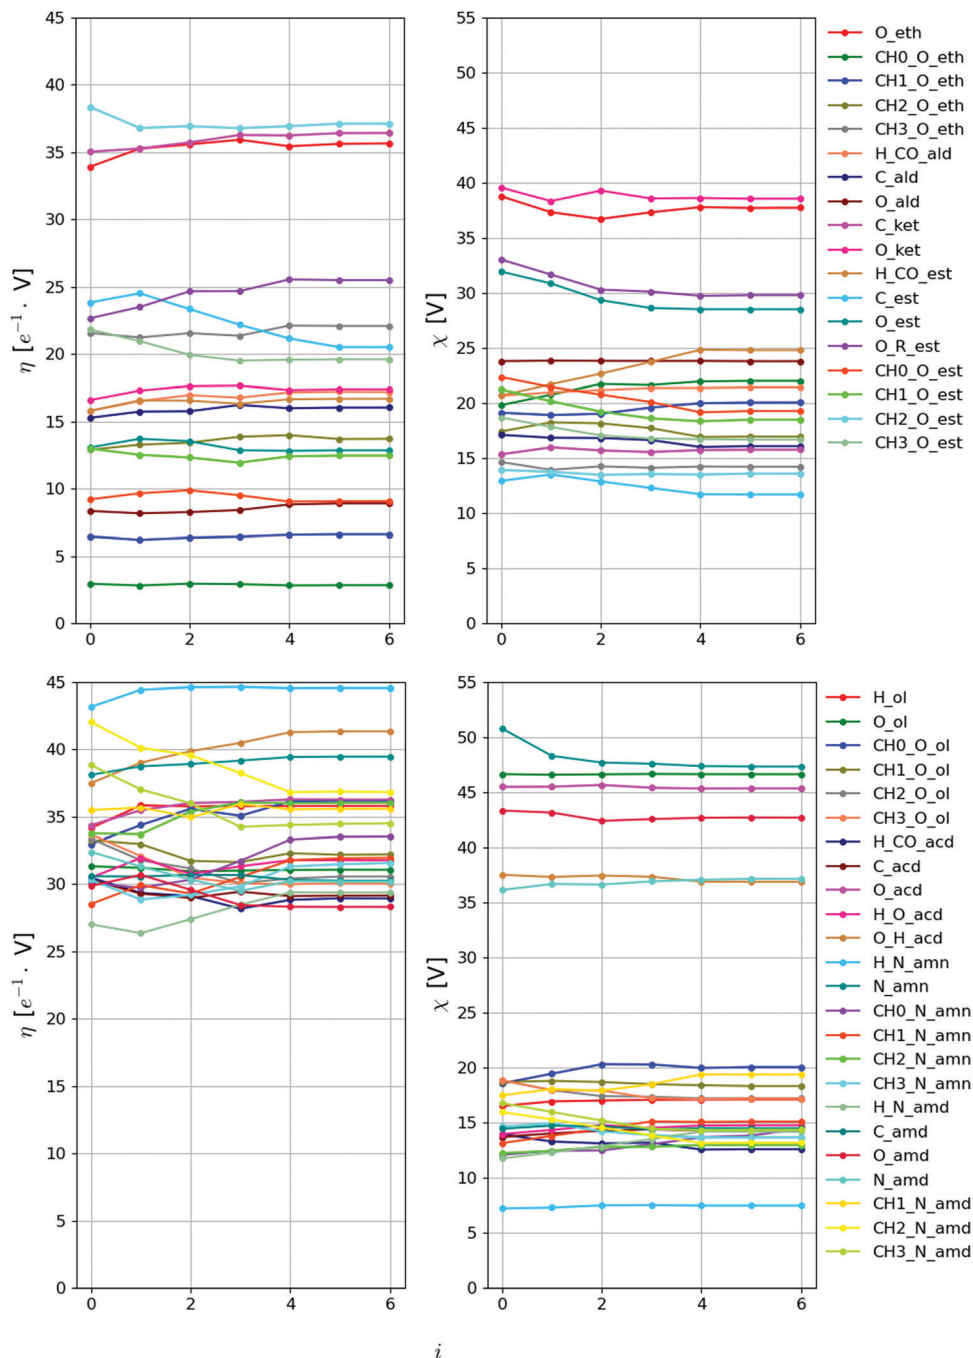 45
40
35
30
25
20
15
10
5
0
0 2 4 6
η [e⁻¹ · V]
55
50
45
40
35
30
25
20
15
10
5
0
0 2 4 6
χ [V]
O_eth
CH0_O_eth
CH1_O_eth
CH2_O_eth
CH3_O_eth
H_CO_ald
C_ald
O_ald
C_ket
O_ket
H_CO_est
C_est
O_est
O_R_est
CH0_O_est
CH1_O_est
CH2_O_est
CH3_O_est
45
40
35
30
25
20
15
10
5
0
0 2 4 6
η [e⁻¹ · V]
55
50
45
40
35
30
25
20
15
10
5
0
0 2 4 6
χ [V]
H_ol
O_ol
CH0_O_ol
CH1_O_ol
CH2_O_ol
CH3_O_ol
H_CO_acd
C_acd
O_acd
H_O_acd
O_H_acd
H_N_amn
N_amn
CH0_N_amn
CH1_N_amn
CH2_N_amn
CH3_N_amn
H_N_amd
C_amd
O_amd
N_amd
CH1_N_amd
CH2_N_amd
CH3_N_amd
i